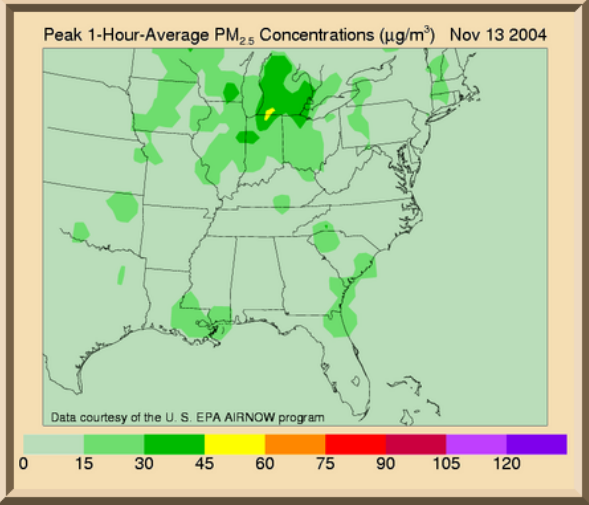 Peak 1-Hour-Average PM2.5 Concentrations (µg/m³) Nov 13 2004
Data courtesy of the U. S. EPA AIRNOW program
0 15 30 45 60 75 90 105 120